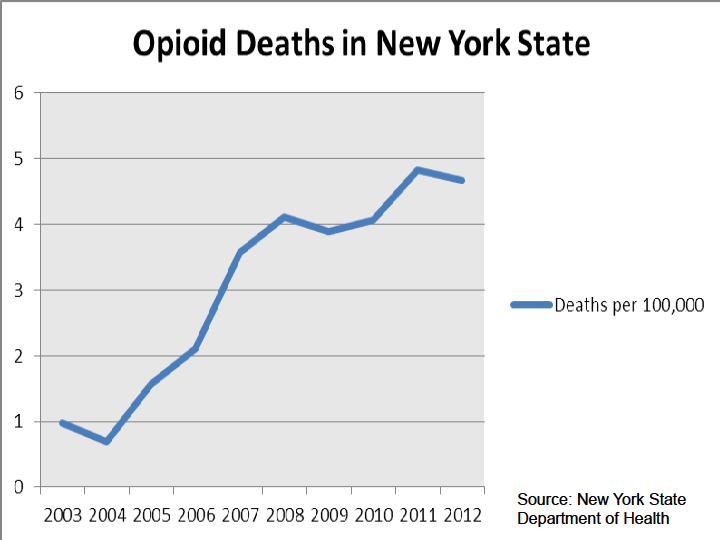 Opioid Deaths in New York State
6
5
4
3
2
1
0
2003 2004 2005 2006 2007 2008 2009 2010 2011 2012
Deaths per 100,000
Source: New York State
Department of Health